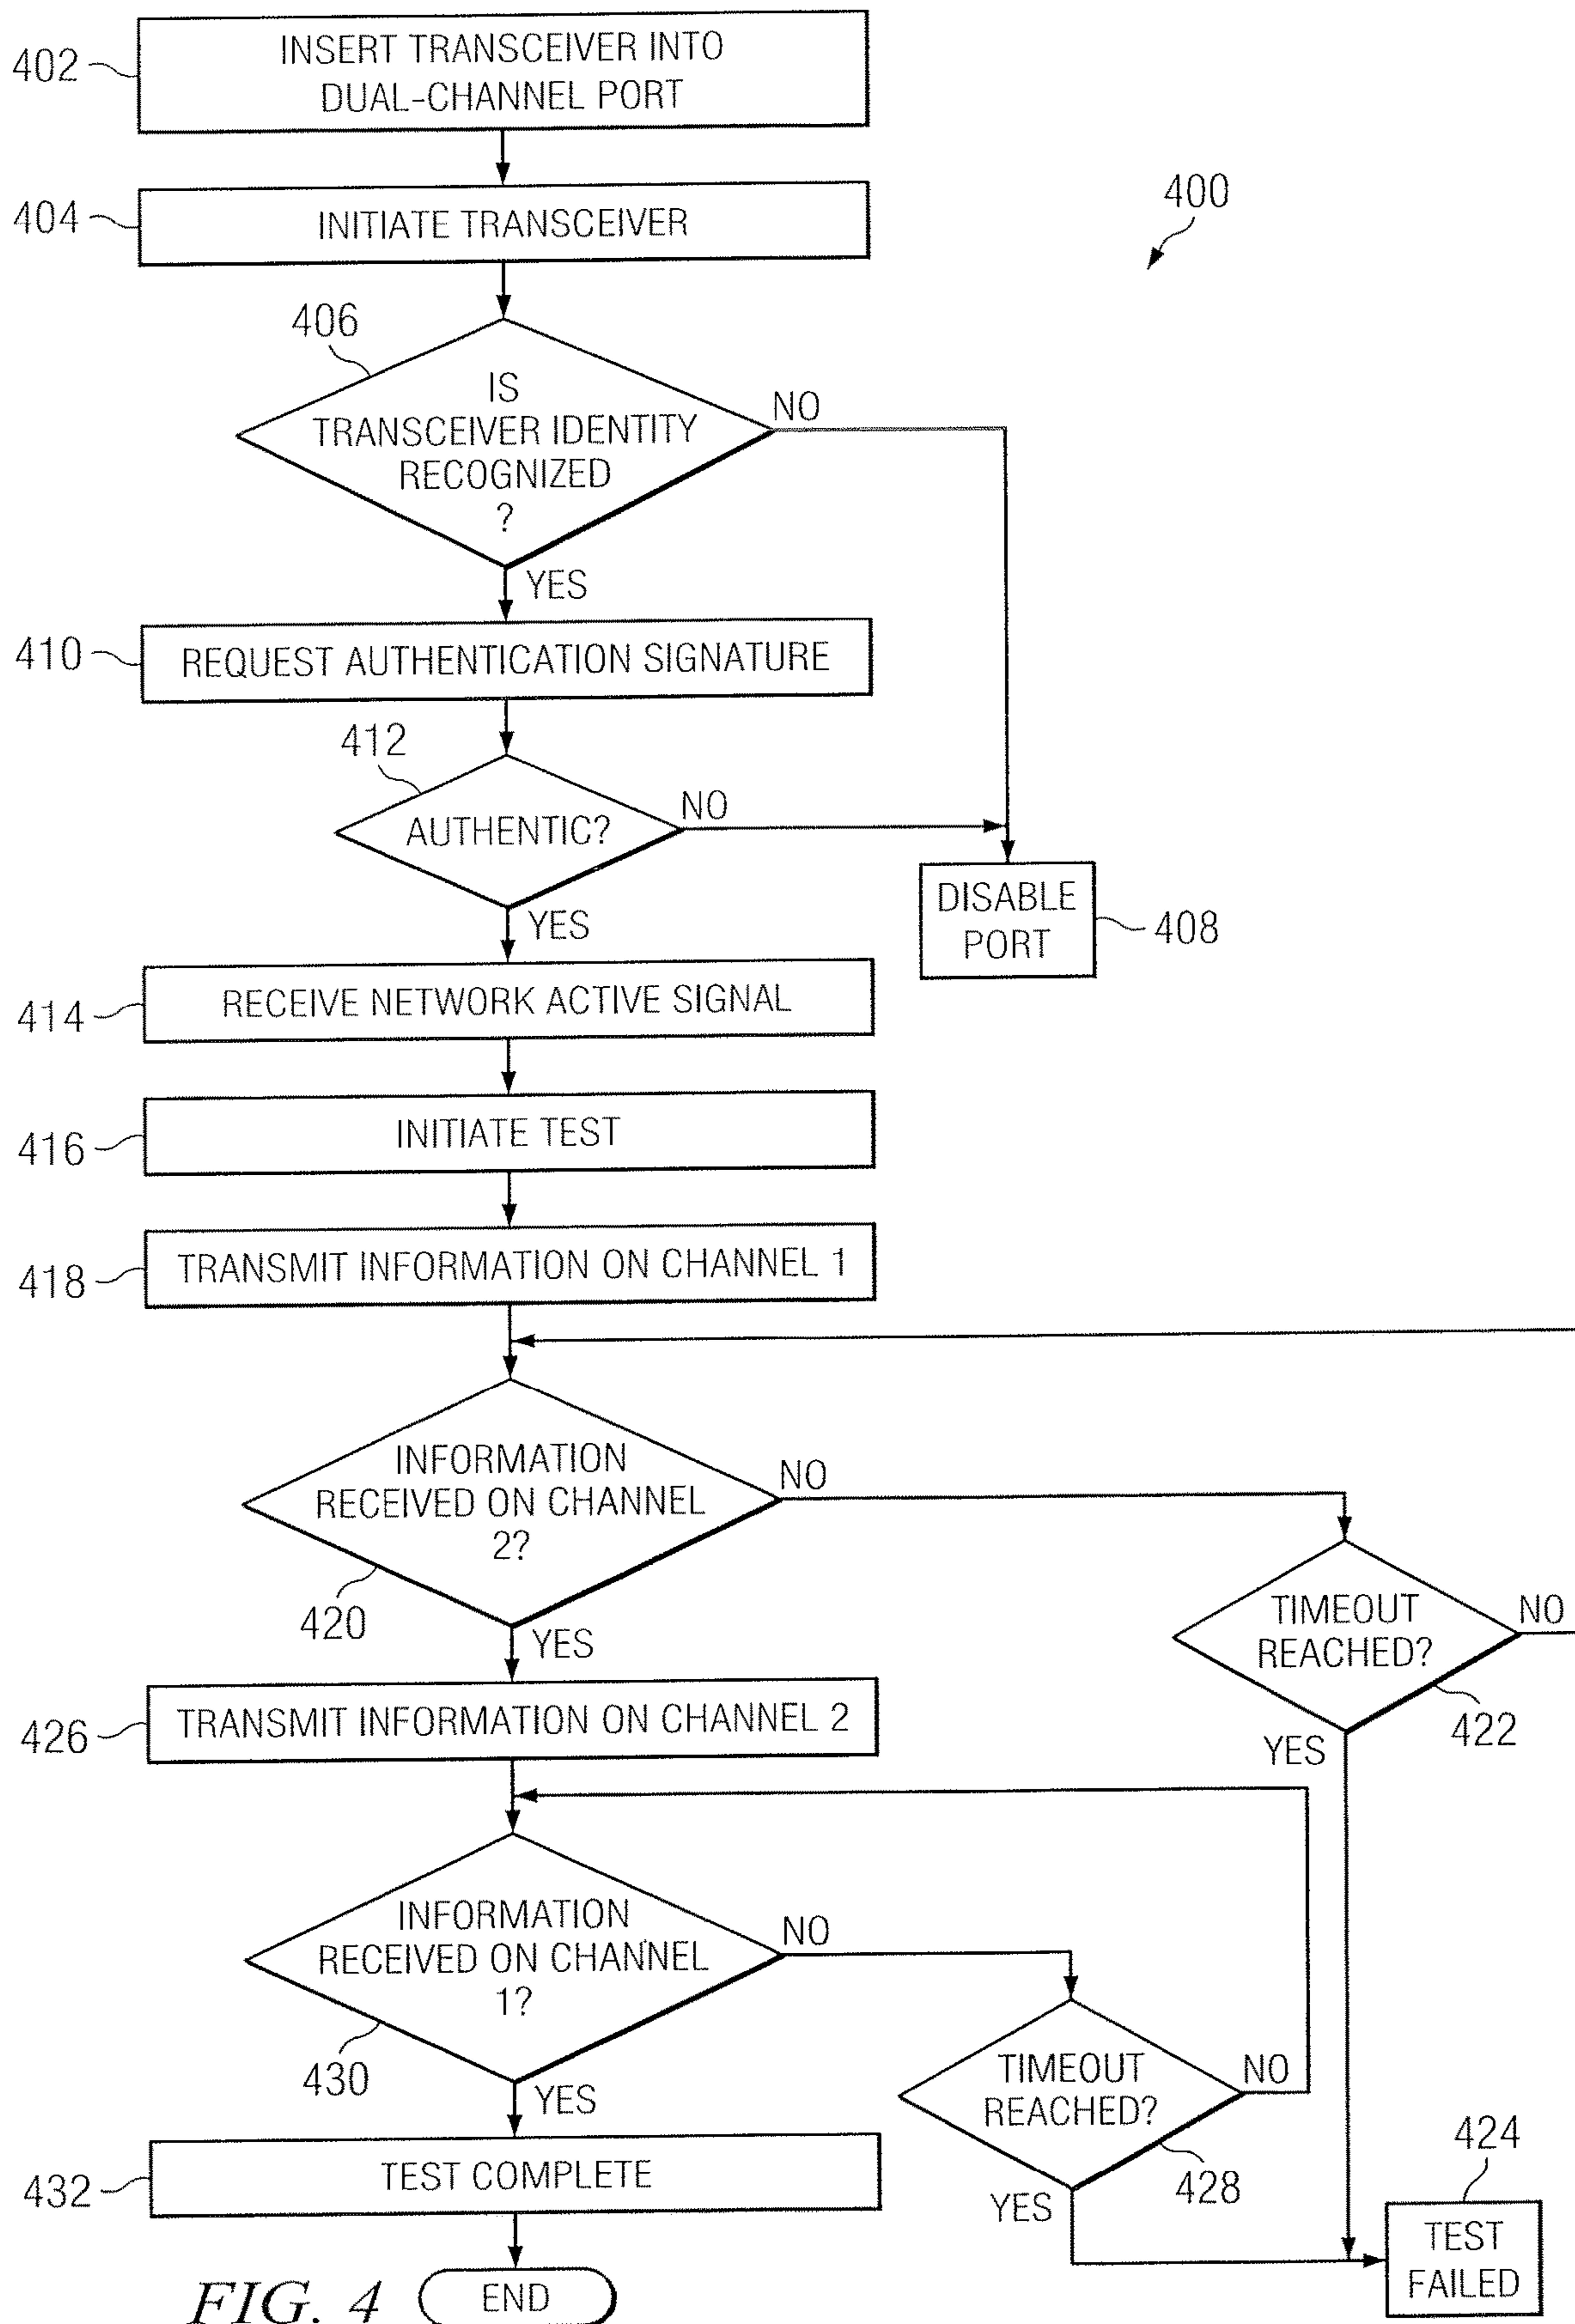 402
INSERT TRANSCEIVER INTO
DUAL-CHANNEL PORT
404
INITIATE TRANSCEIVER
400
406
IS
TRANSCEIVER IDENTITY
RECOGNIZED
?
NO
YES
410
REQUEST AUTHENTICATION SIGNATURE
412
AUTHENTIC?
NO
YES
DISABLE
PORT
408
414
RECEIVE NETWORK ACTIVE SIGNAL
416
INITIATE TEST
418
TRANSMIT INFORMATION ON CHANNEL 1
INFORMATION
RECEIVED ON CHANNEL
2?
NO
420
YES
TIMEOUT
REACHED?
NO
422
YES
426
TRANSMIT INFORMATION ON CHANNEL 2
INFORMATION
RECEIVED ON CHANNEL
1?
NO
430
YES
TIMEOUT
REACHED?
NO
428
YES
432
TEST COMPLETE
424
TEST
FAILED
FIG. 4
END